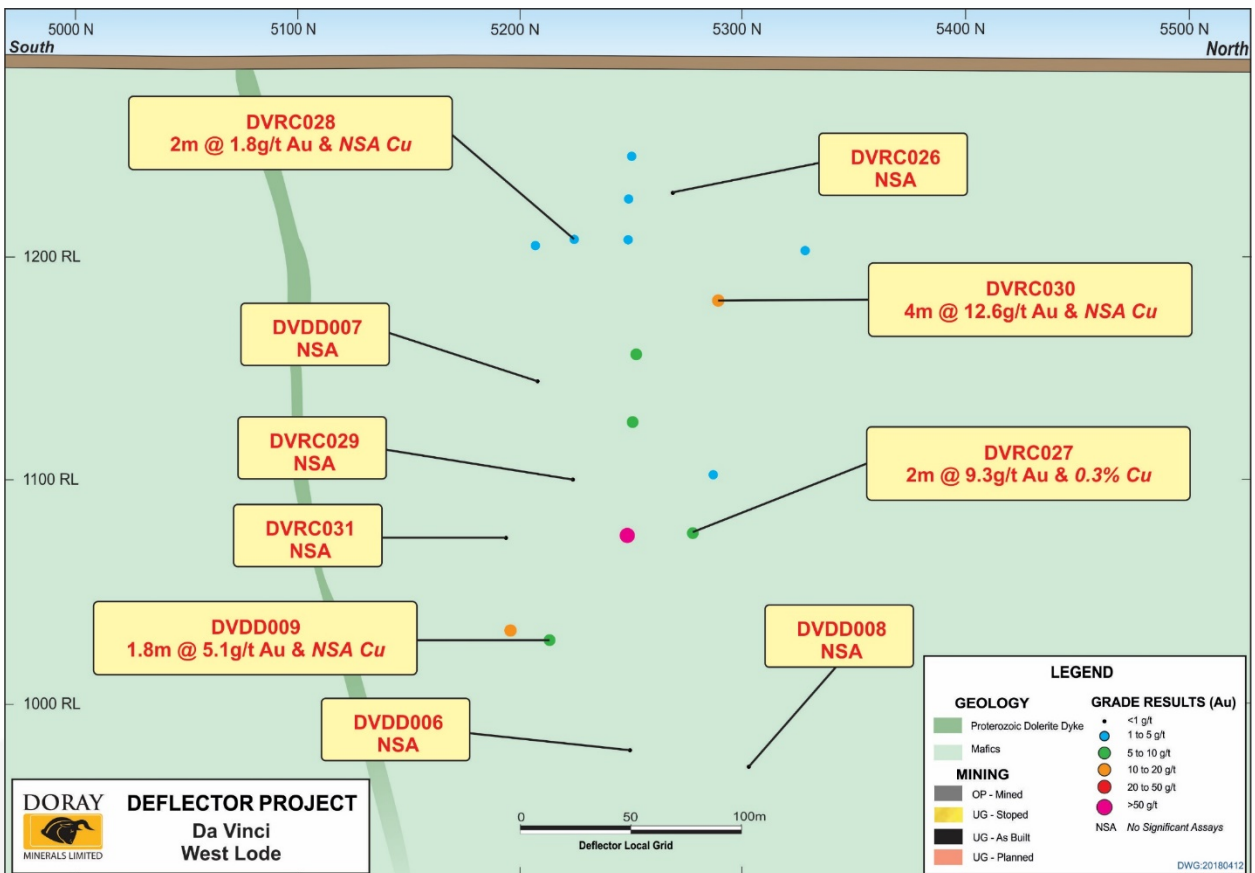 5000 N 5100 N 5200 N 5300 N 5400 N 5500 N
South North
DVRC028
2m @ 1.8g/t Au & NSA Cu
DVRC026
NSA
1200 RL
DVRC030
4m @ 12.6g/t Au & NSA Cu
DVDD007
NSA
DVRC029
NSA
DVRC027
2m @ 9.3g/t Au & 0.3% Cu
1100 RL
DVRC031
NSA
DVDD009
1.8m @ 5.1g/t Au & NSA Cu
DVDD008
NSA
1000 RL
DVDD006
NSA
LEGEND
GEOLOGY
Proterozoic Dolerite Dyke
Mafics
MINING
OP - Mined
UG - Stoped
UG - As Built
UG - Planned
GRADE RESULTS (Au)
<1 g/t
1 to 5 g/t
5 to 10 g/t
10 to 20 g/t
20 to 50 g/t
>50 g/t
NSA No Significant Assays
DWG:20180412
DORAY
MINERALS LIMITED
DEFLECTOR PROJECT
Da Vinci
West Lode
0 50 100m
Deflector Local Grid